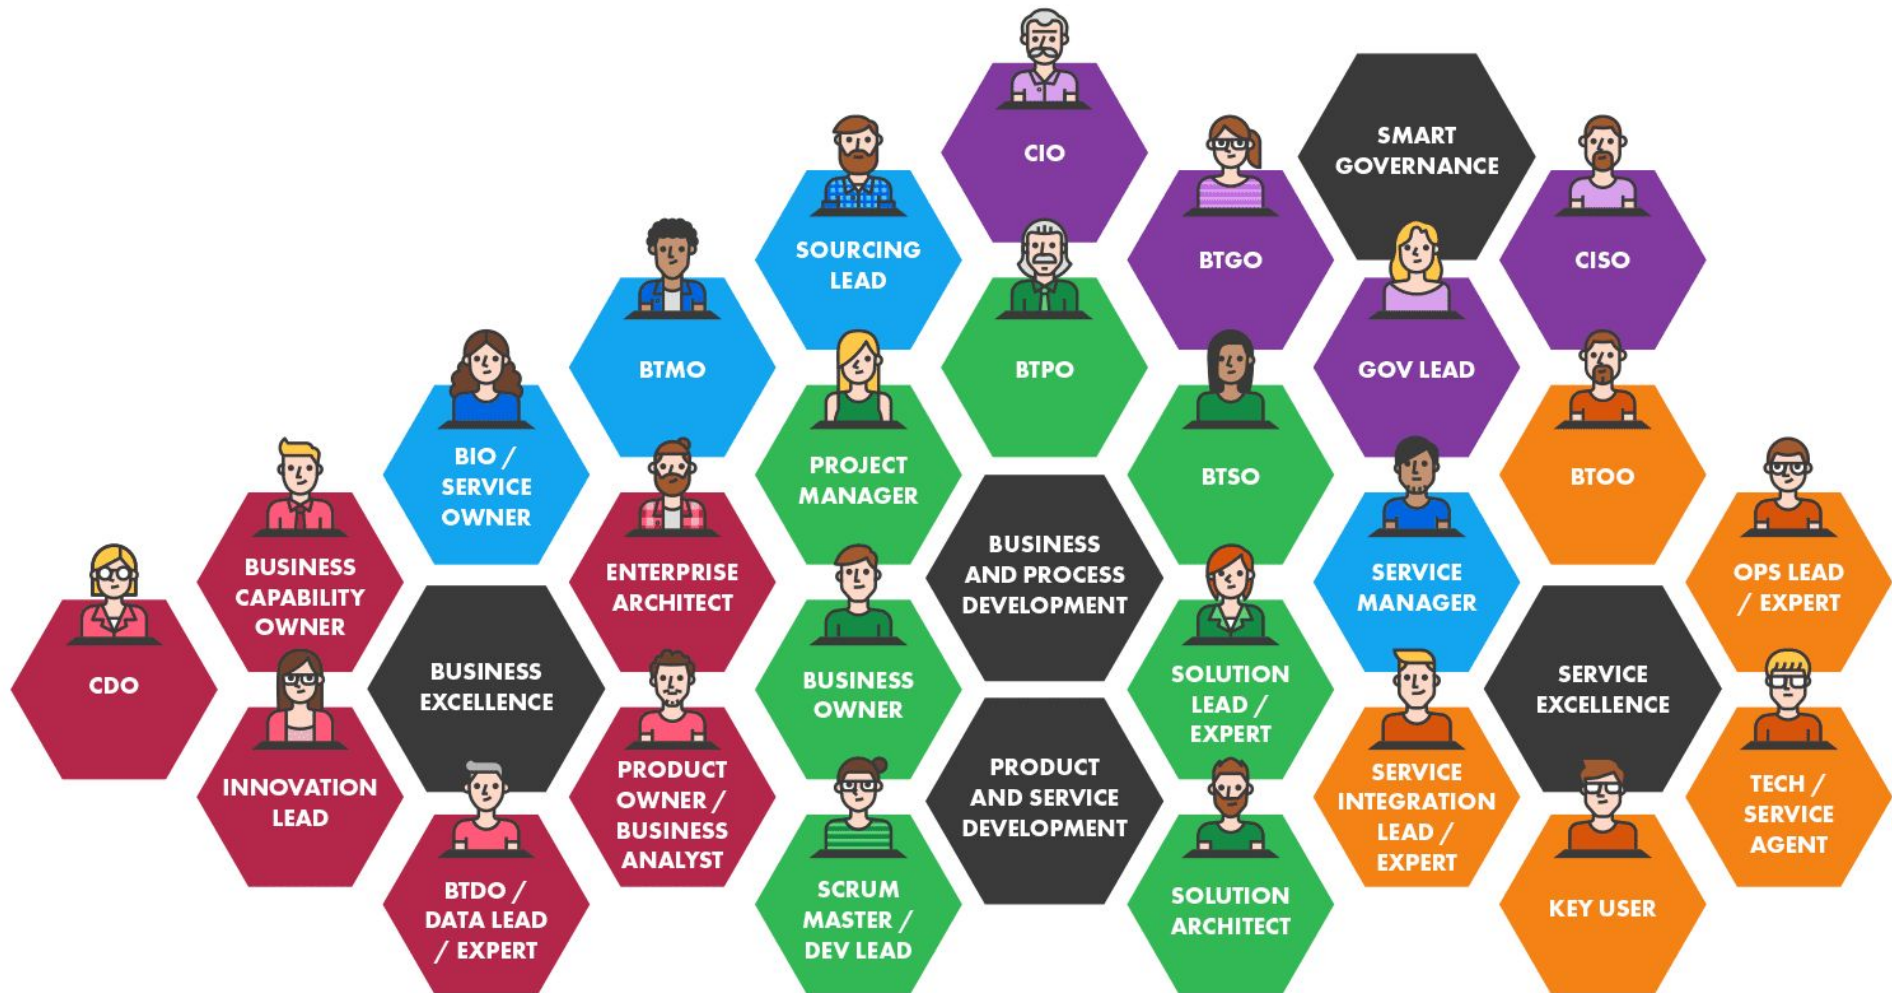 CIO
SMART
GOVERNANCE
SOURCING
LEAD
BTGO
CISO
BTMO
BTPO
GOV LEAD
BIO /
SERVICE
OWNER
PROJECT
MANAGER
BTSO
BTOO
BUSINESS
CAPABILITY
OWNER
ENTERPRISE
ARCHITECT
BUSINESS
AND PROCESS
DEVELOPMENT
SERVICE
MANAGER
OPS LEAD
/ EXPERT
CDO
BUSINESS
EXCELLENCE
BUSINESS
OWNER
SOLUTION
LEAD /
EXPERT
SERVICE
EXCELLENCE
INNOVATION
LEAD
PRODUCT
OWNER /
BUSINESS
ANALYST
PRODUCT
AND SERVICE
DEVELOPMENT
SERVICE
INTEGRATION
LEAD /
EXPERT
TECH /
SERVICE
AGENT
BTDO /
DATA LEAD
/ EXPERT
SCRUM
MASTER /
DEV LEAD
SOLUTION
ARCHITECT
KEY USER